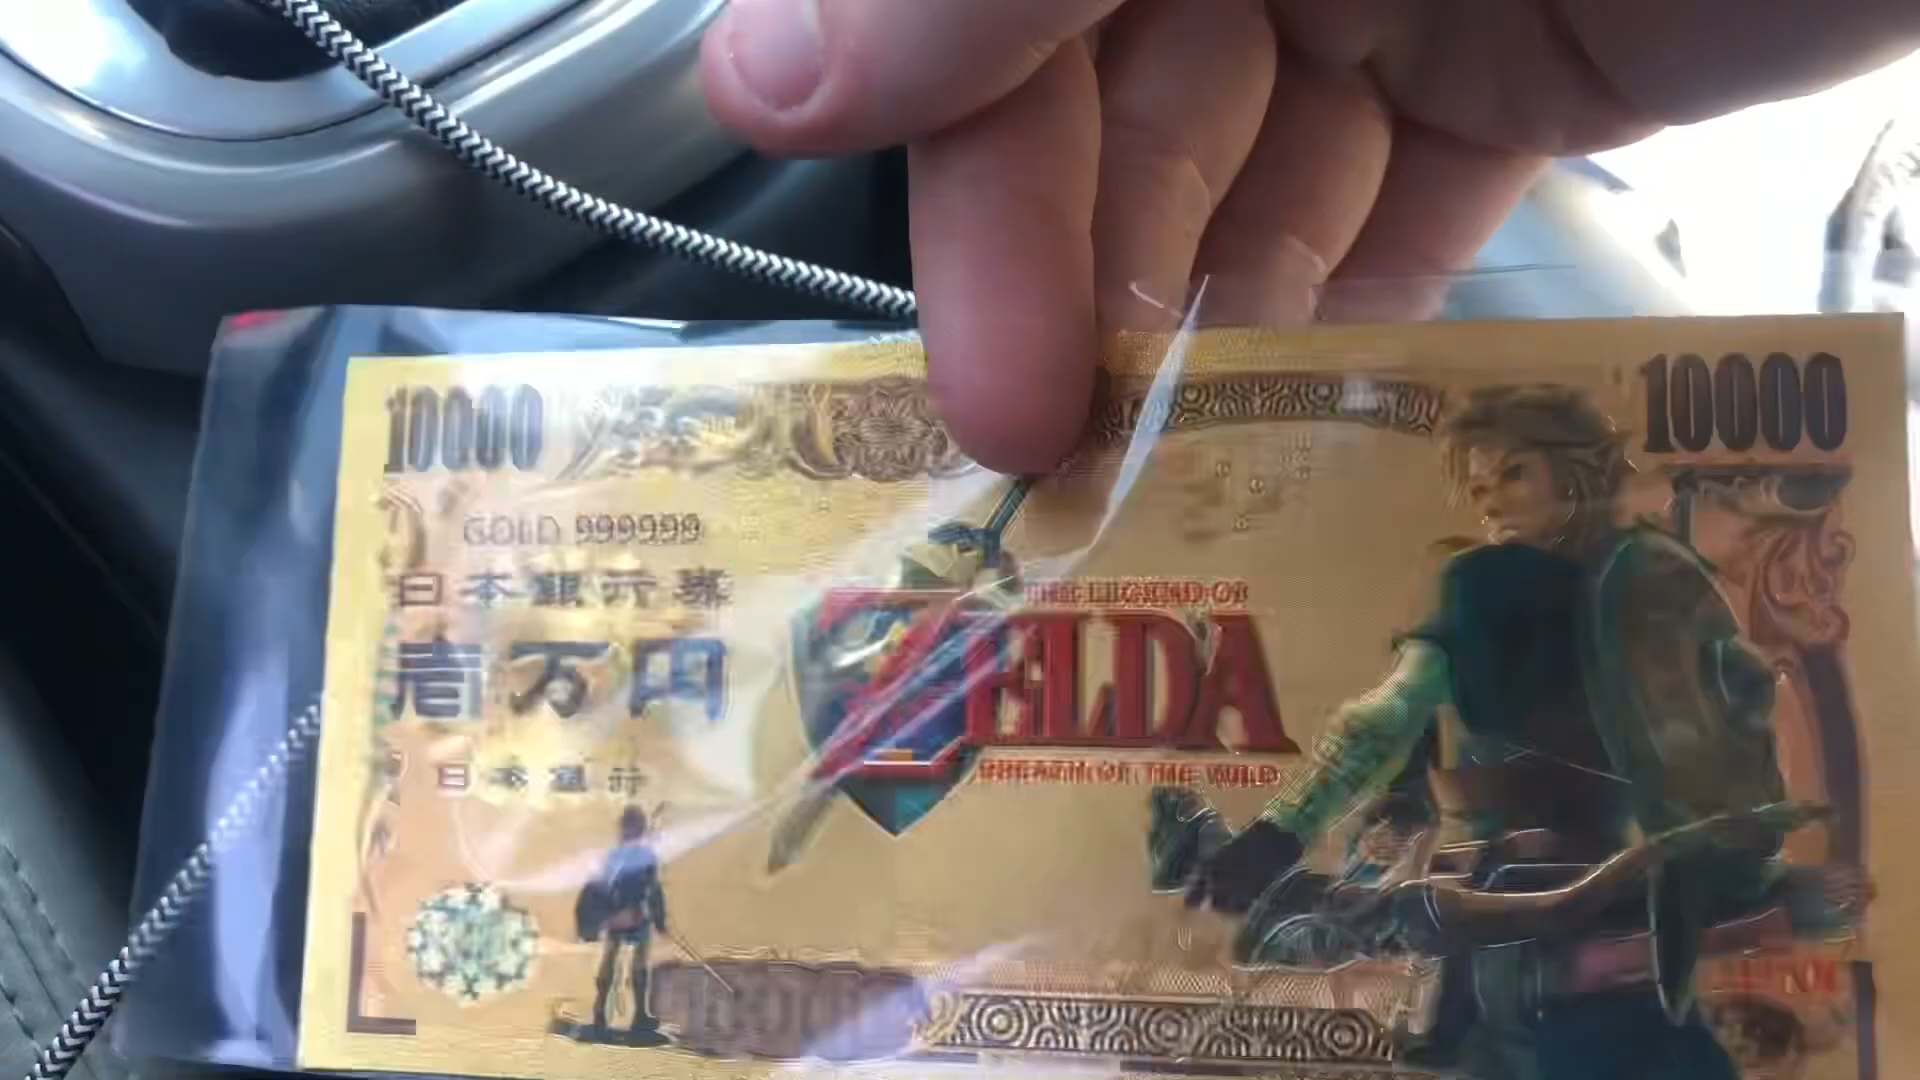 10000
10000
GOLD 999999
日本銀行券
壱万円
日本銀行
THE LEGEND OF
ZELDA
BREATH OF THE WILD